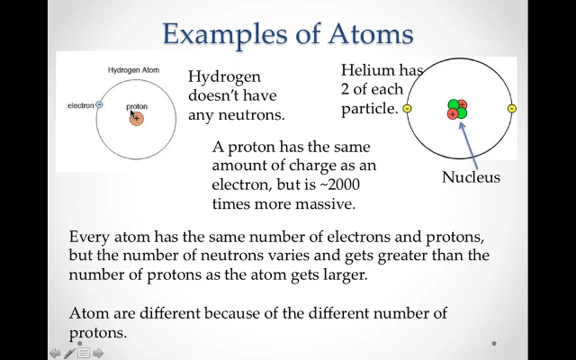 Examples of Atoms
Hydrogen Atom
electron
proton
Hydrogen
doesn't have
any neutrons.
Helium has
2 of each
particle.
Nucleus
A proton has the same
amount of charge as an
electron, but is ~2000
times more massive.
Every atom has the same number of electrons and protons,
but the number of neutrons varies and gets greater than the
number of protons as the atom gets larger.
Atom are different because of the different number of
protons.